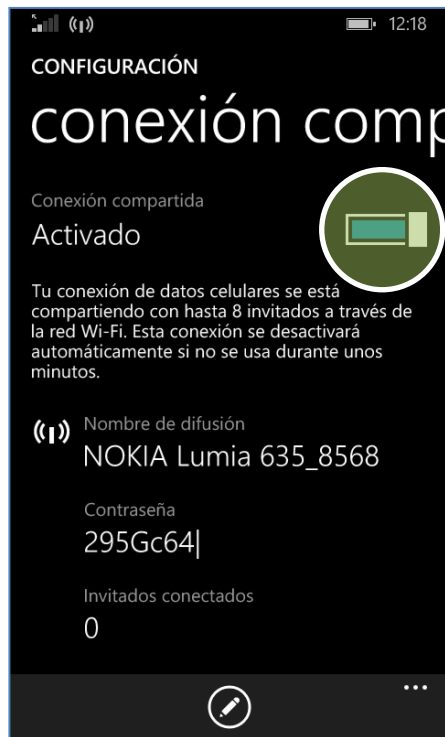 12:18
CONFIGURACIÓN
conexión comp
Conexión compartida
Activado
Tu conexión de datos celulares se está
compartiendo con hasta 8 invitados a través de
la red Wi-Fi. Esta conexión se desactivará
automáticamente si no se usa durante unos
minutos.
Nombre de difusión
NOKIA Lumia 635_8568
Contraseña
295Gc64|
Invitados conectados
0